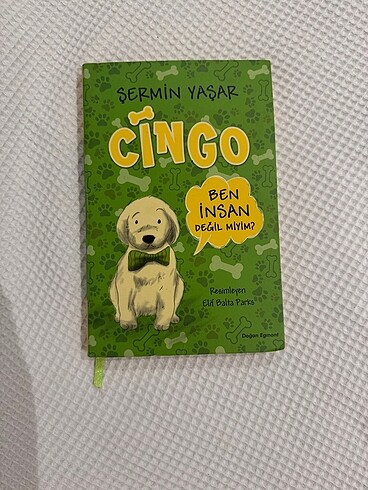 ŞERMİN YAŞAR
CİNGO
BEN
İNSAN
DEĞİL MİYİM?
Resimleyen
Elif Balta Parks
Doğan Egmont